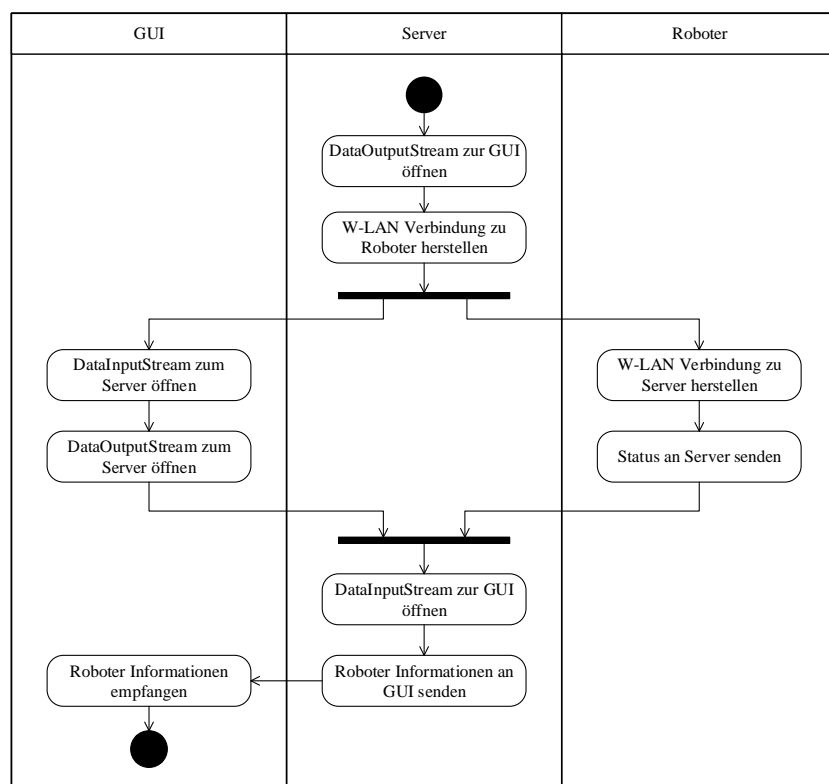 GUI
Server
Roboter
DataOutputStream zur GUI
öffnen
W-LAN Verbindung zu
Roboter herstellen
DataInputStream zum
Server öffnen
W-LAN Verbindung zu
Server herstellen
DataOutputStream zum
Server öffnen
Status an Server senden
DataInputStream zur GUI
öffnen
Roboter Informationen
empfangen
Roboter Informationen an
GUI senden